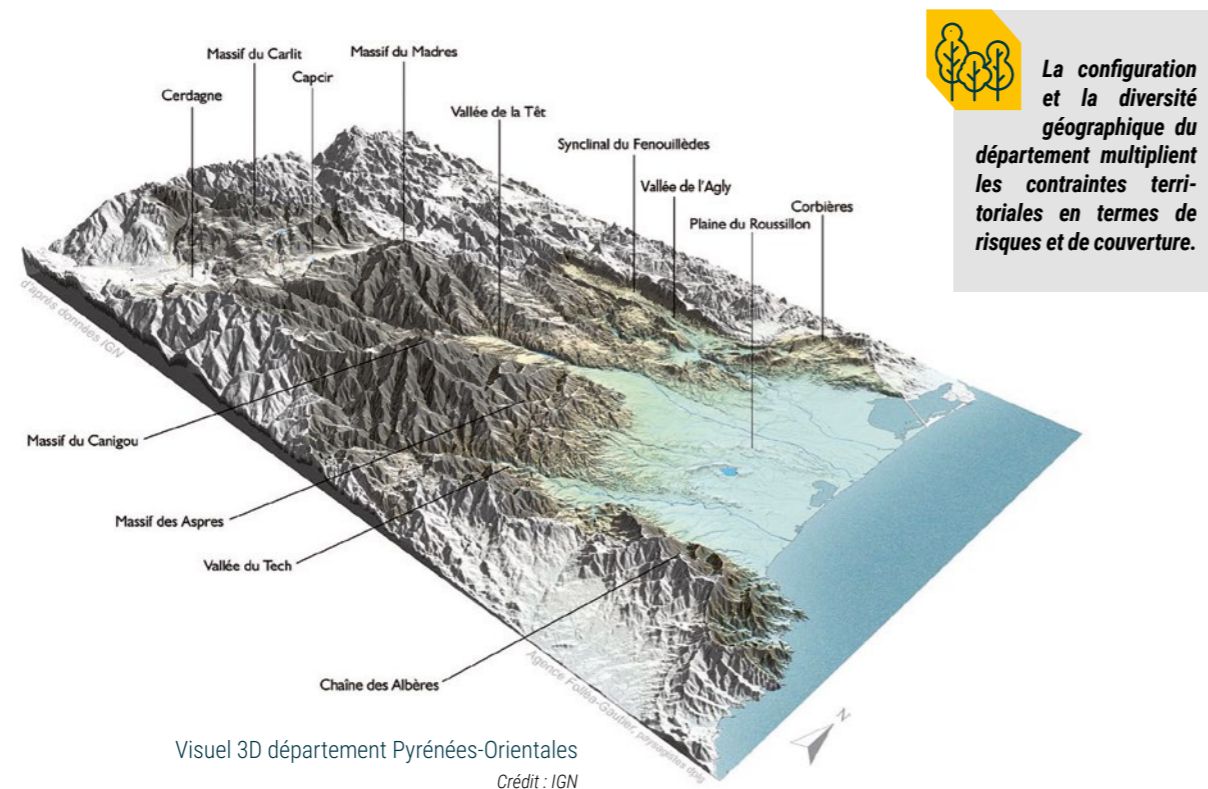 La configuration
et la diversité
géographique du
département multiplient
les contraintes terri-
toriales en termes de
risques et de couverture.
Massif du Carlit
Massif du Madres
Capcir
Cerdagne
Vallée de la Têt
Synclinal du Fenouillèdes
Vallée de l'Agly
Corbières
Plaine du Roussillon
d'après données IGN
Massif du Canigou
Massif des Aspres
Vallée du Tech
Chaîne des Albères
Agence Folléa-Gautier, paysagistes dplg
N
Visuel 3D département Pyrénées-Orientales
Crédit : IGN